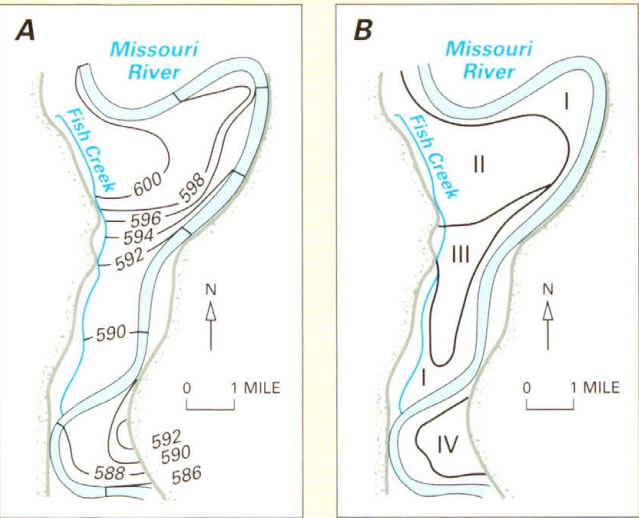 A
Missouri
River
Fish Creek
600
598
596
594
592
590
N
0 1 MILE
592
590
588
586
B
Missouri
River
Fish Creek
I
II
III
N
I
0 1 MILE
IV